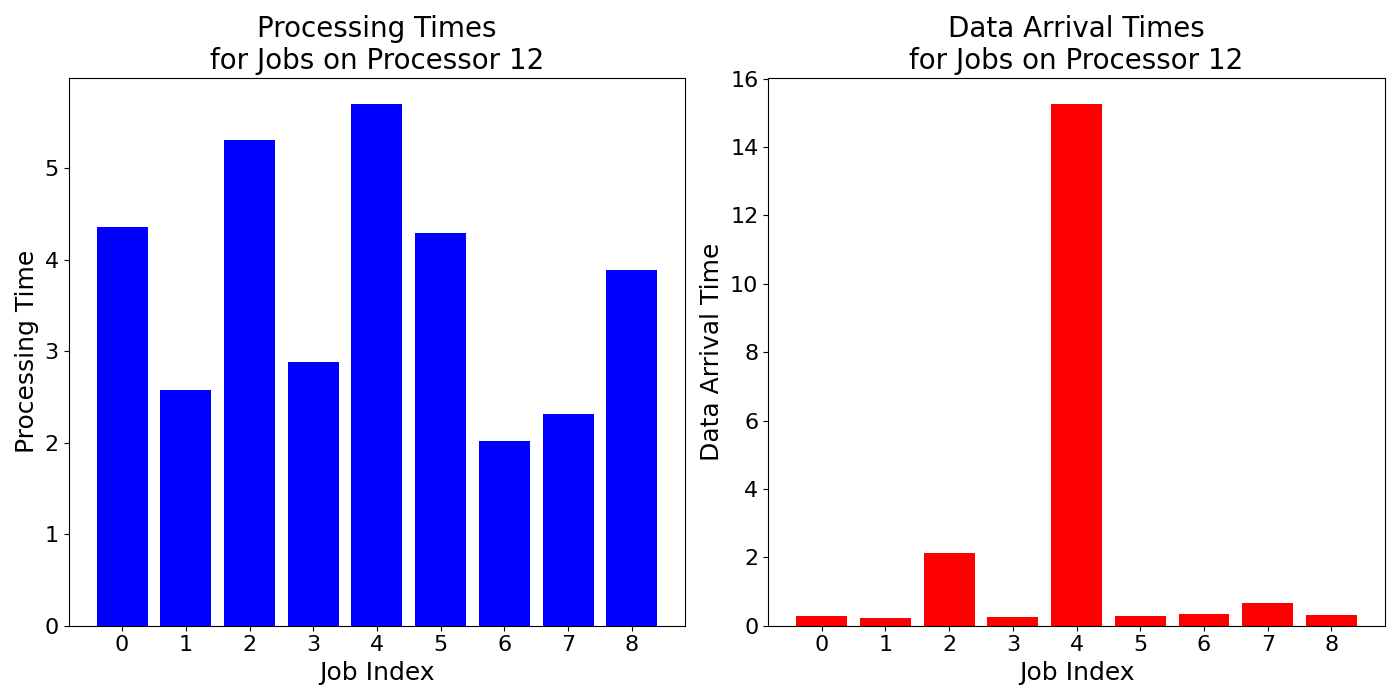 Processing Times
for Jobs on Processor 12
Processing Time
5
4
3
2
1
0
0 1 2 3 4 5 6 7 8
Job Index
Data Arrival Times
for Jobs on Processor 12
Data Arrival Time
16
14
12
10
8
6
4
2
0
0 1 2 3 4 5 6 7 8
Job Index